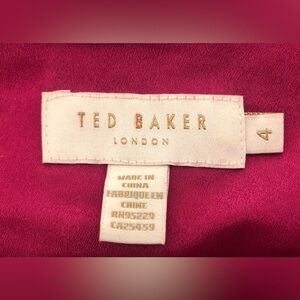 TED BAKER
LONDON
4
MADE IN
CHINA
FABRIQUE EN
CHINE
RN95229
CA25459